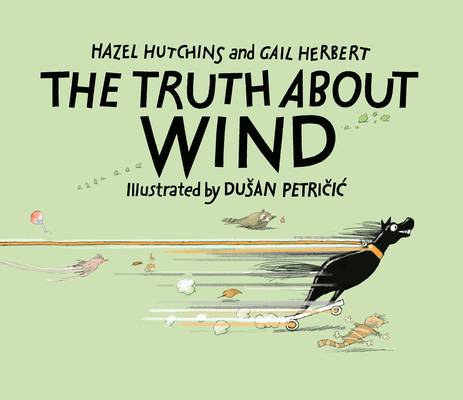 HAZEL HUTCHINS and GAIL HERBERT
THE TRUTH ABOUT
WIND
Illustrated by DUŠAN PETRIČIĆ